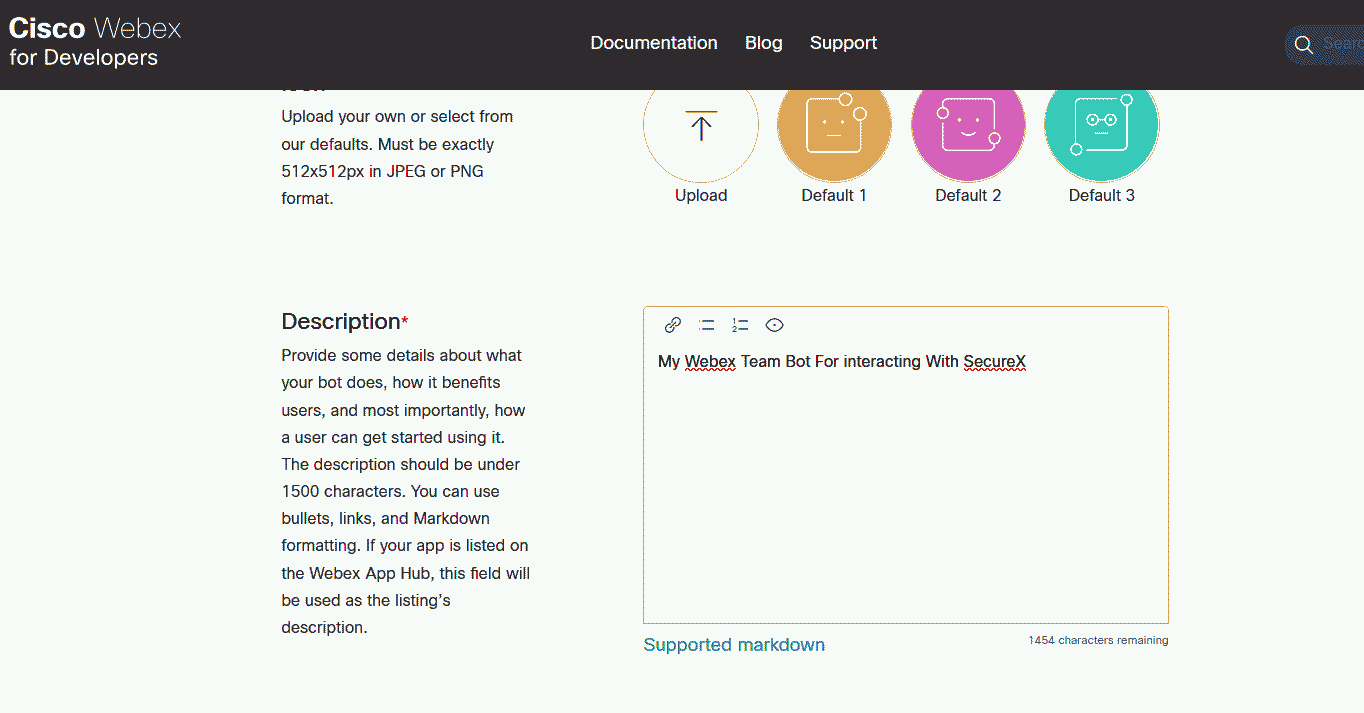 Cisco Webex
for Developers
Documentation Blog Support
Upload your own or select from
our defaults. Must be exactly
512x512px in JPEG or PNG
format.
Upload
Default 1
Default 2
Default 3
Description*
Provide some details about what
your bot does, how it benefits
users, and most importantly, how
a user can get started using it.
The description should be under
1500 characters. You can use
bullets, links, and Markdown
formatting. If your app is listed on
the Webex App Hub, this field will
be used as the listing's
description.
My Webex Team Bot For interacting With SecureX
Supported markdown
1454 characters remaining